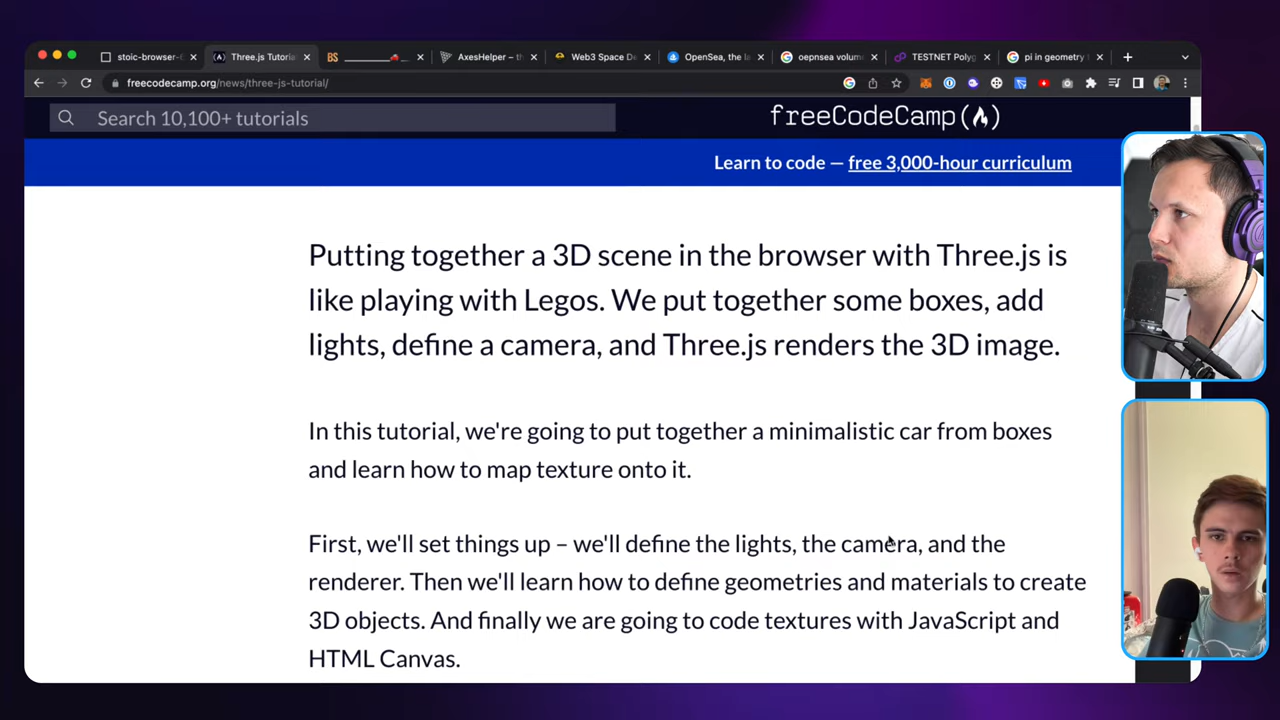 stoic-browser-
Three.js Tutoria
BS
AxesHelper – th
Web3 Space De
OpenSea, the la
oepnsea volum
TESTNET Polyg
pi in geometry
freecodecamp.org/news/three-js-tutorial/
Search 10,100+ tutorials
freeCodeCamp
Learn to code — free 3,000-hour curriculum
Putting together a 3D scene in the browser with Three.js is
like playing with Legos. We put together some boxes, add
lights, define a camera, and Three.js renders the 3D image.
In this tutorial, we're going to put together a minimalistic car from boxes
and learn how to map texture onto it.
First, we'll set things up – we'll define the lights, the camera, and the
renderer. Then we'll learn how to define geometries and materials to create
3D objects. And finally we are going to code textures with JavaScript and
HTML Canvas.